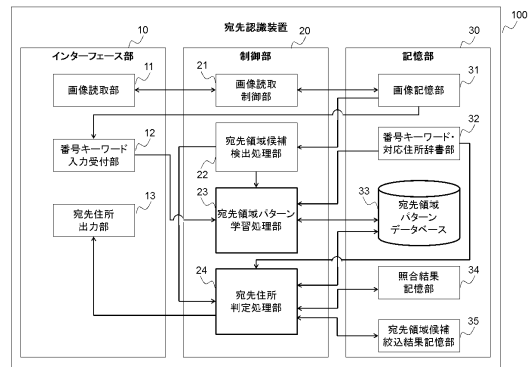 100
宛先認識装置
10
インターフェース部
20
制御部
30
記憶部
11
画像読取部
21
画像読取
制御部
31
画像記憶部
12
番号キーワード
入力受付部
宛先領域候補
検出処理部
22
32
番号キーワード・
対応住所辞書部
13
宛先住所
出力部
23
宛先領域パターン
学習処理部
33
宛先領域
パターン
データベース
24
宛先住所
判定処理部
34
照合結果
記憶部
35
宛先領域候補
絞込結果記憶部